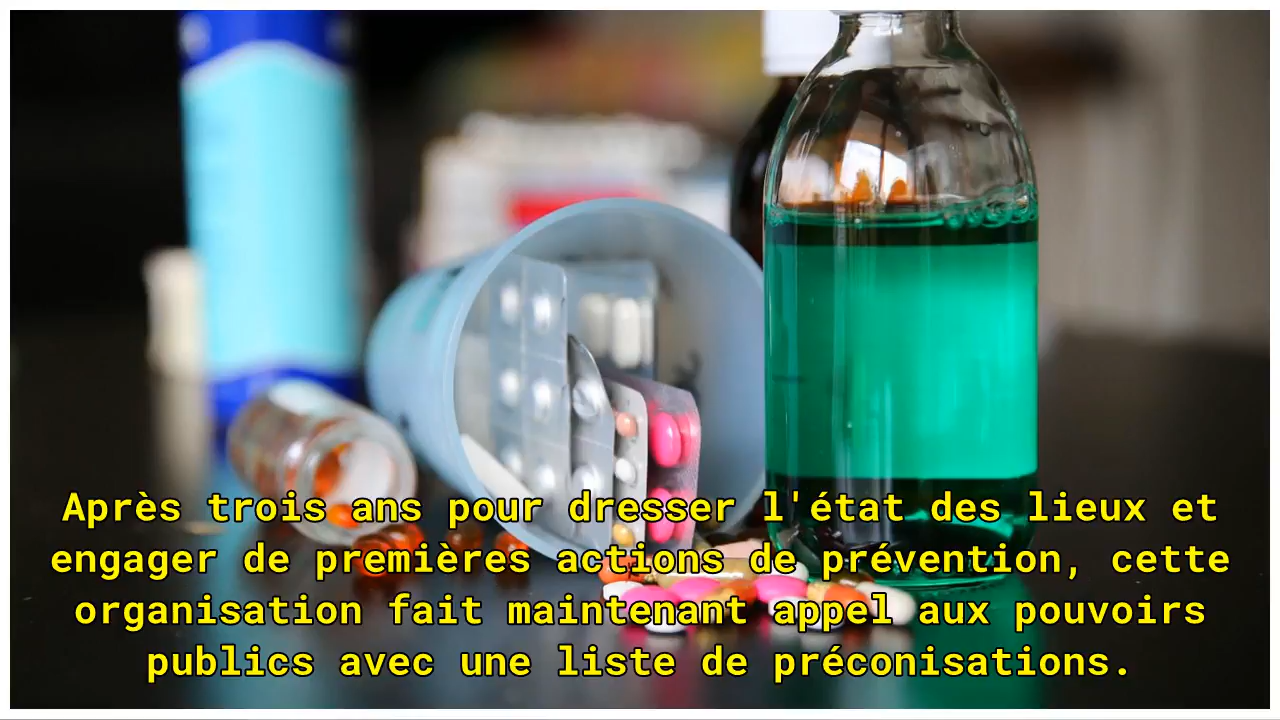 Après trois ans pour dresser l'état des lieux et
engager de premières actions de prévention, cette
organisation fait maintenant appel aux pouvoirs
publics avec une liste de préconisations.